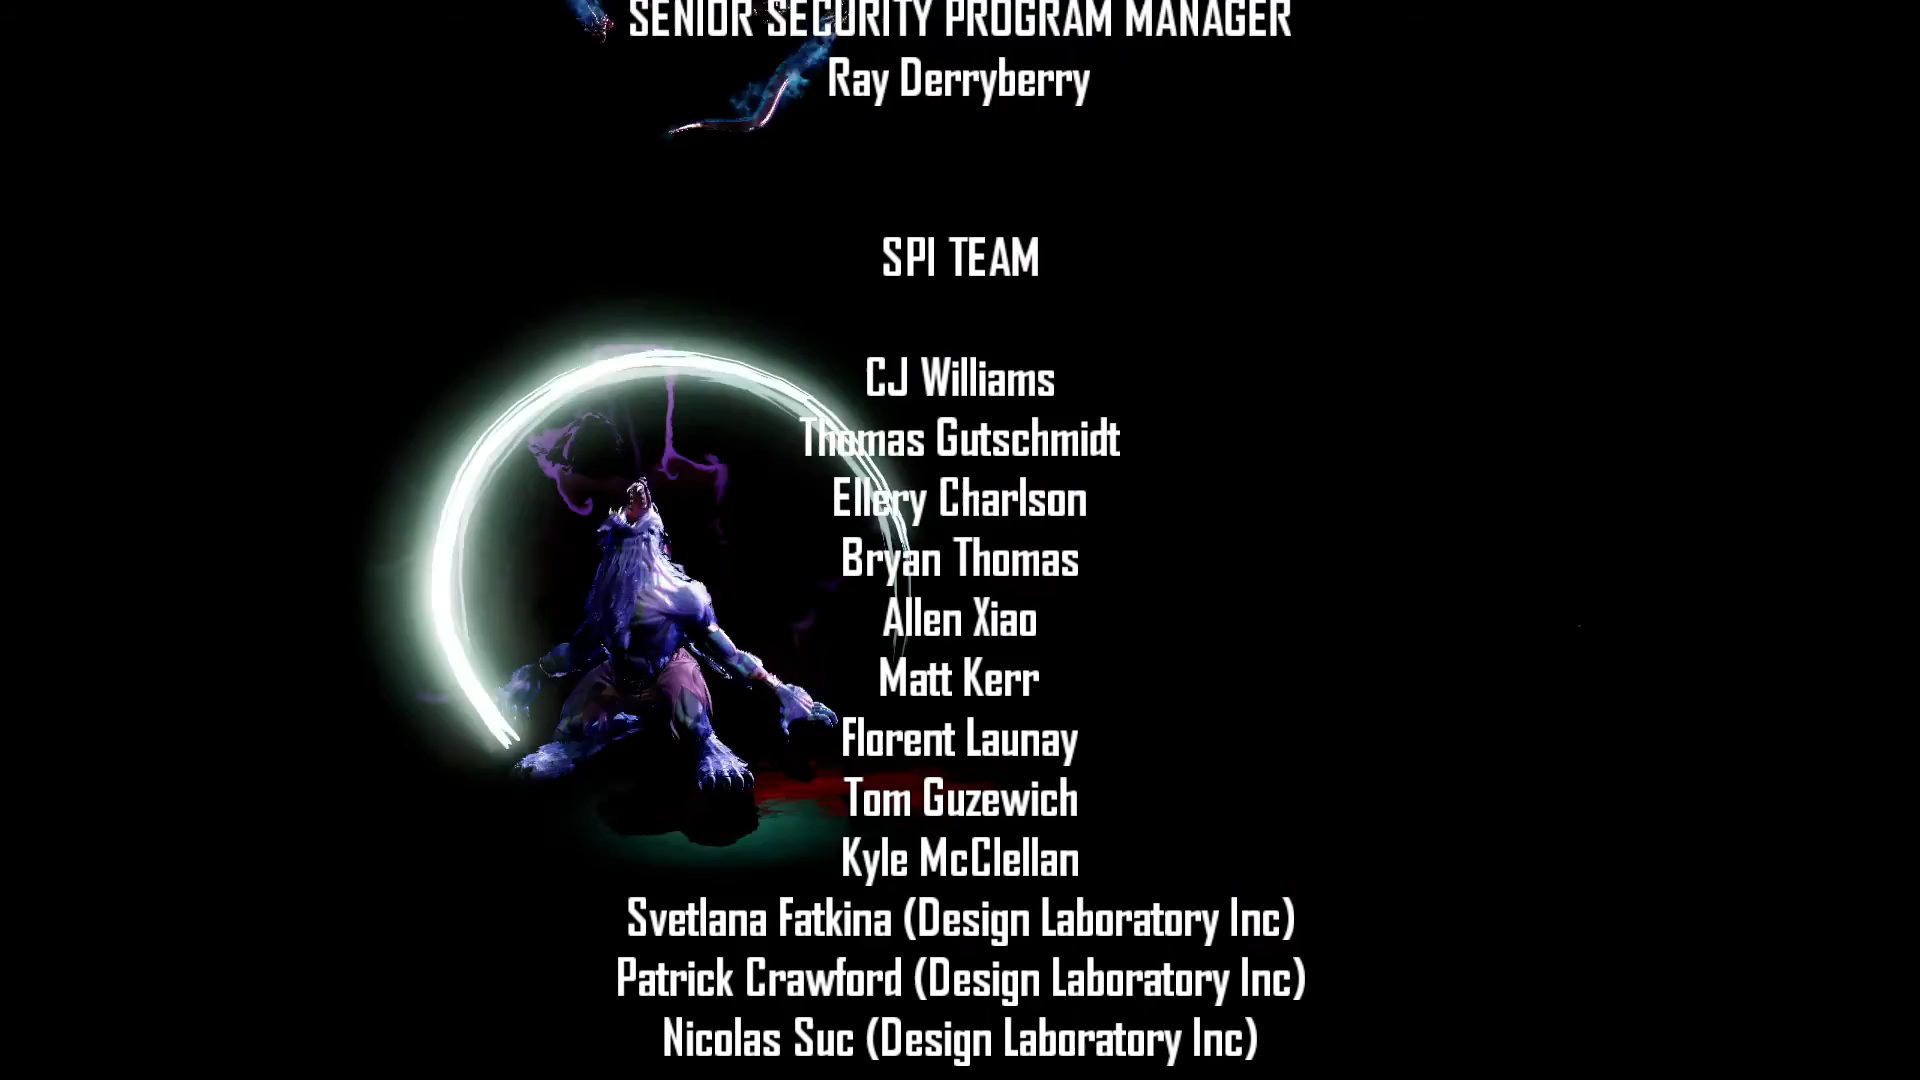 SENIOR SECURITY PROGRAM MANAGER
Ray Derryberry
SPI TEAM
CJ Williams
Thomas Gutschmidt
Ellery Charlson
Bryan Thomas
Allen Xiao
Matt Kerr
Florent Launay
Tom Guzewich
Kyle McClellan
Svetlana Fatkina (Design Laboratory Inc)
Patrick Crawford (Design Laboratory Inc)
Nicolas Suc (Design Laboratory Inc)